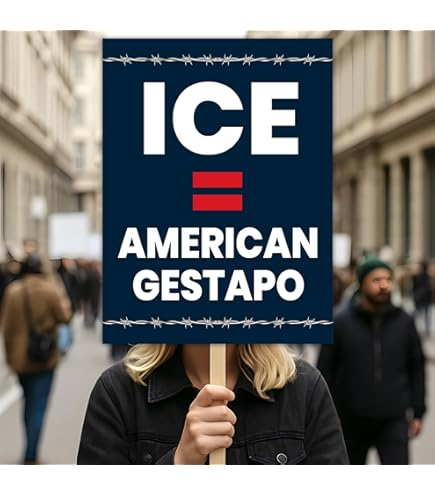 ICE
=
AMERICAN
GESTAPO